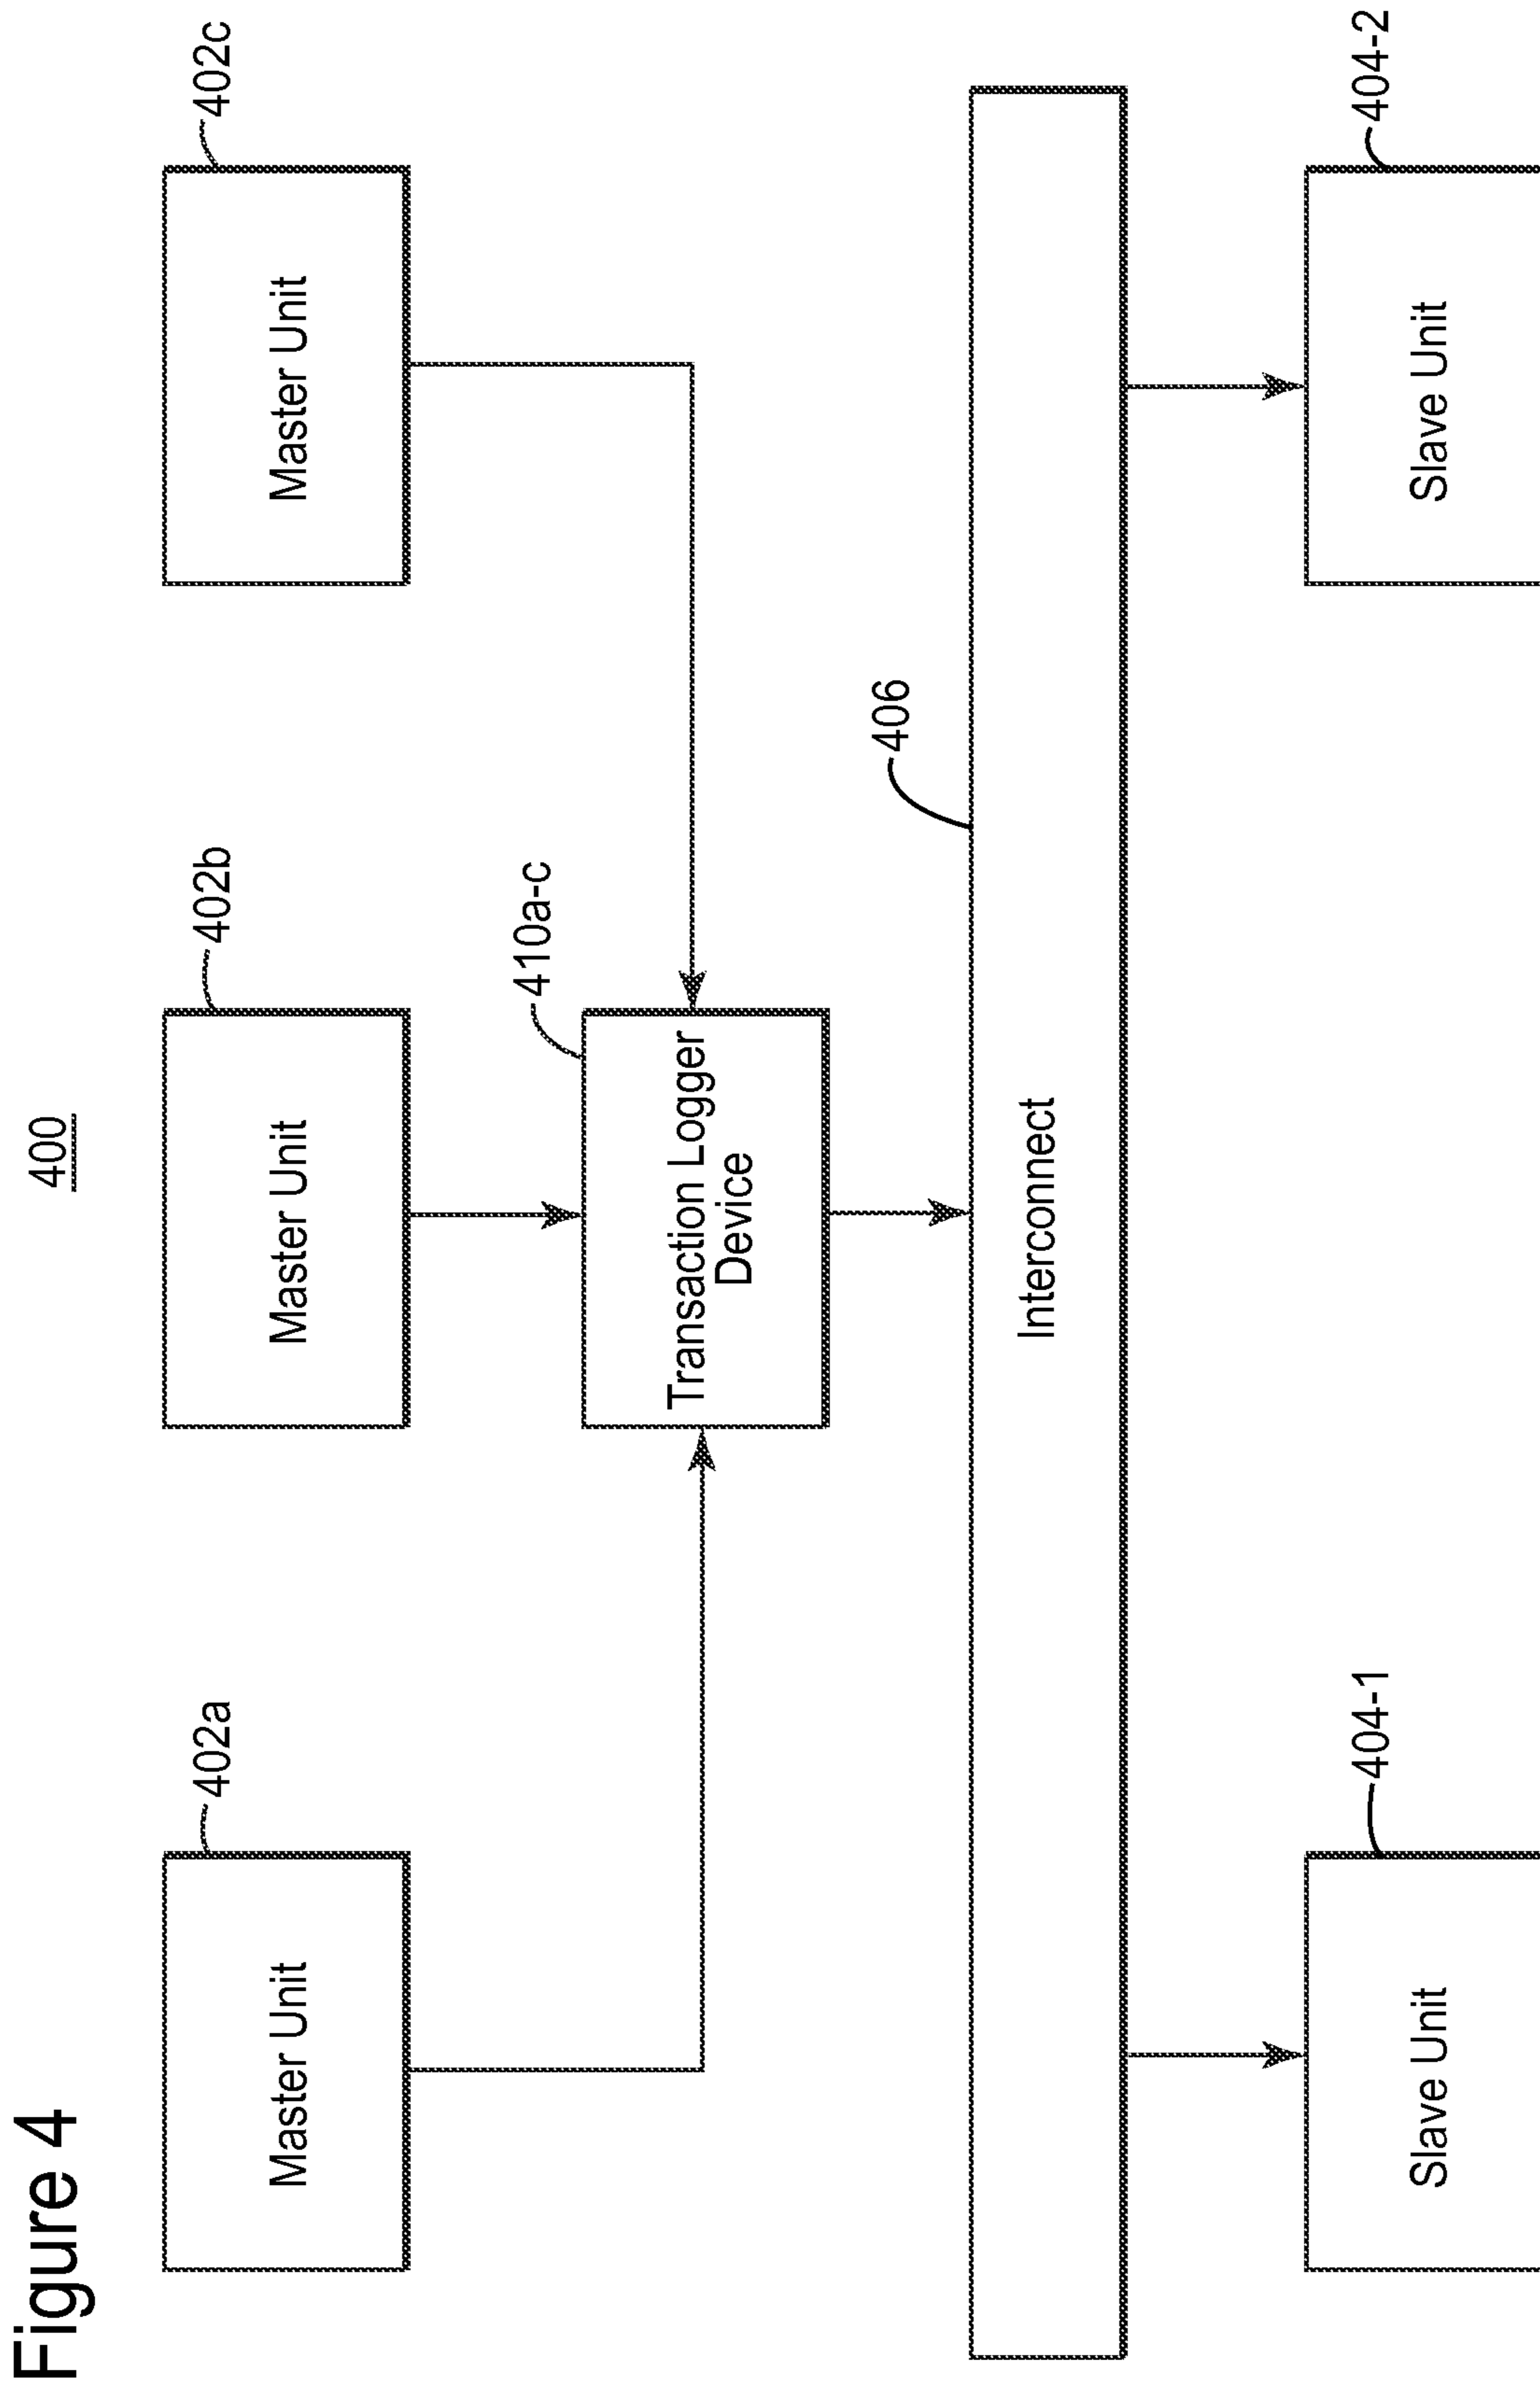 Figure 4
400
402a
402b
402c
Master Unit
Master Unit
Master Unit
410a-c
Transaction Logger
Device
406
Interconnect
404-1
404-2
Slave Unit
Slave Unit